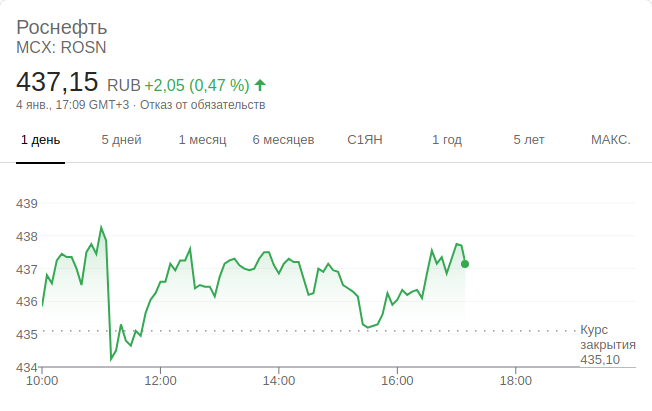 Роснефть
MCX: ROSN
437,15 RUB +2,05 (0,47 %)
4 янв., 17:09 GMT+3 · Отказ от обязательств
1 день 5 дней 1 месяц 6 месяцев С1ЯН 1 год 5 лет МАКС.
439
438
437
436
435
Курс
закрытия
435,10
434
10:00 12:00 14:00 16:00 18:00